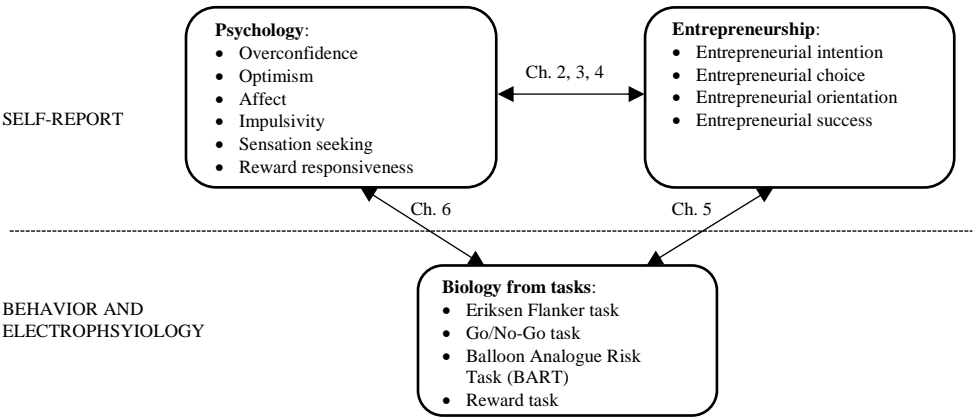 Psychology:
• Overconfidence
• Optimism
• Affect
• Impulsivity
• Sensation seeking
• Reward responsiveness
Ch. 2, 3, 4
Entrepreneurship:
• Entrepreneurial intention
• Entrepreneurial choice
• Entrepreneurial orientation
• Entrepreneurial success
SELF-REPORT
Ch. 6
Ch. 5
BEHAVIOR AND
ELECTROPHSYIOLOGY
Biology from tasks:
• Eriksen Flanker task
• Go/No-Go task
• Balloon Analogue Risk
Task (BART)
• Reward task